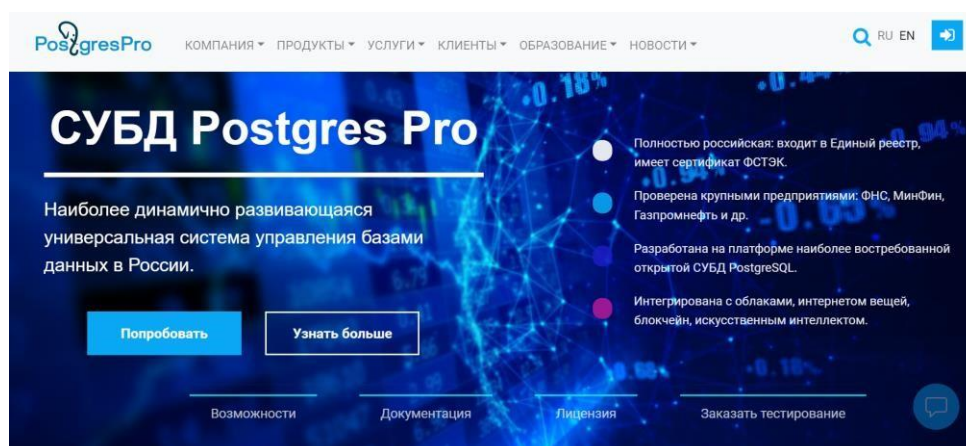 PostgresPro
КОМПАНИЯ ПРОДУКТЫ УСЛУГИ КЛИЕНТЫ ОБРАЗОВАНИЕ НОВОСТИ
RU EN
СУБД Postgres Pro
Наиболее динамично развивающаяся
универсальная система управления базами
данных в России.
Попробовать
Узнать больше
Полностью российская: входит в Единый реестр,
имеет сертификат ФСТЭК.
Проверена крупными предприятиями: ФНС, МинФин,
Газпромнефть и др.
Разработана на платформе наиболее востребованной
открытой СУБД PostgreSQL.
Интегрирована с облаками, интернетом вещей,
блокчейн, искусственным интеллектом.
Возможности Документация Лицензия Заказать тестирование